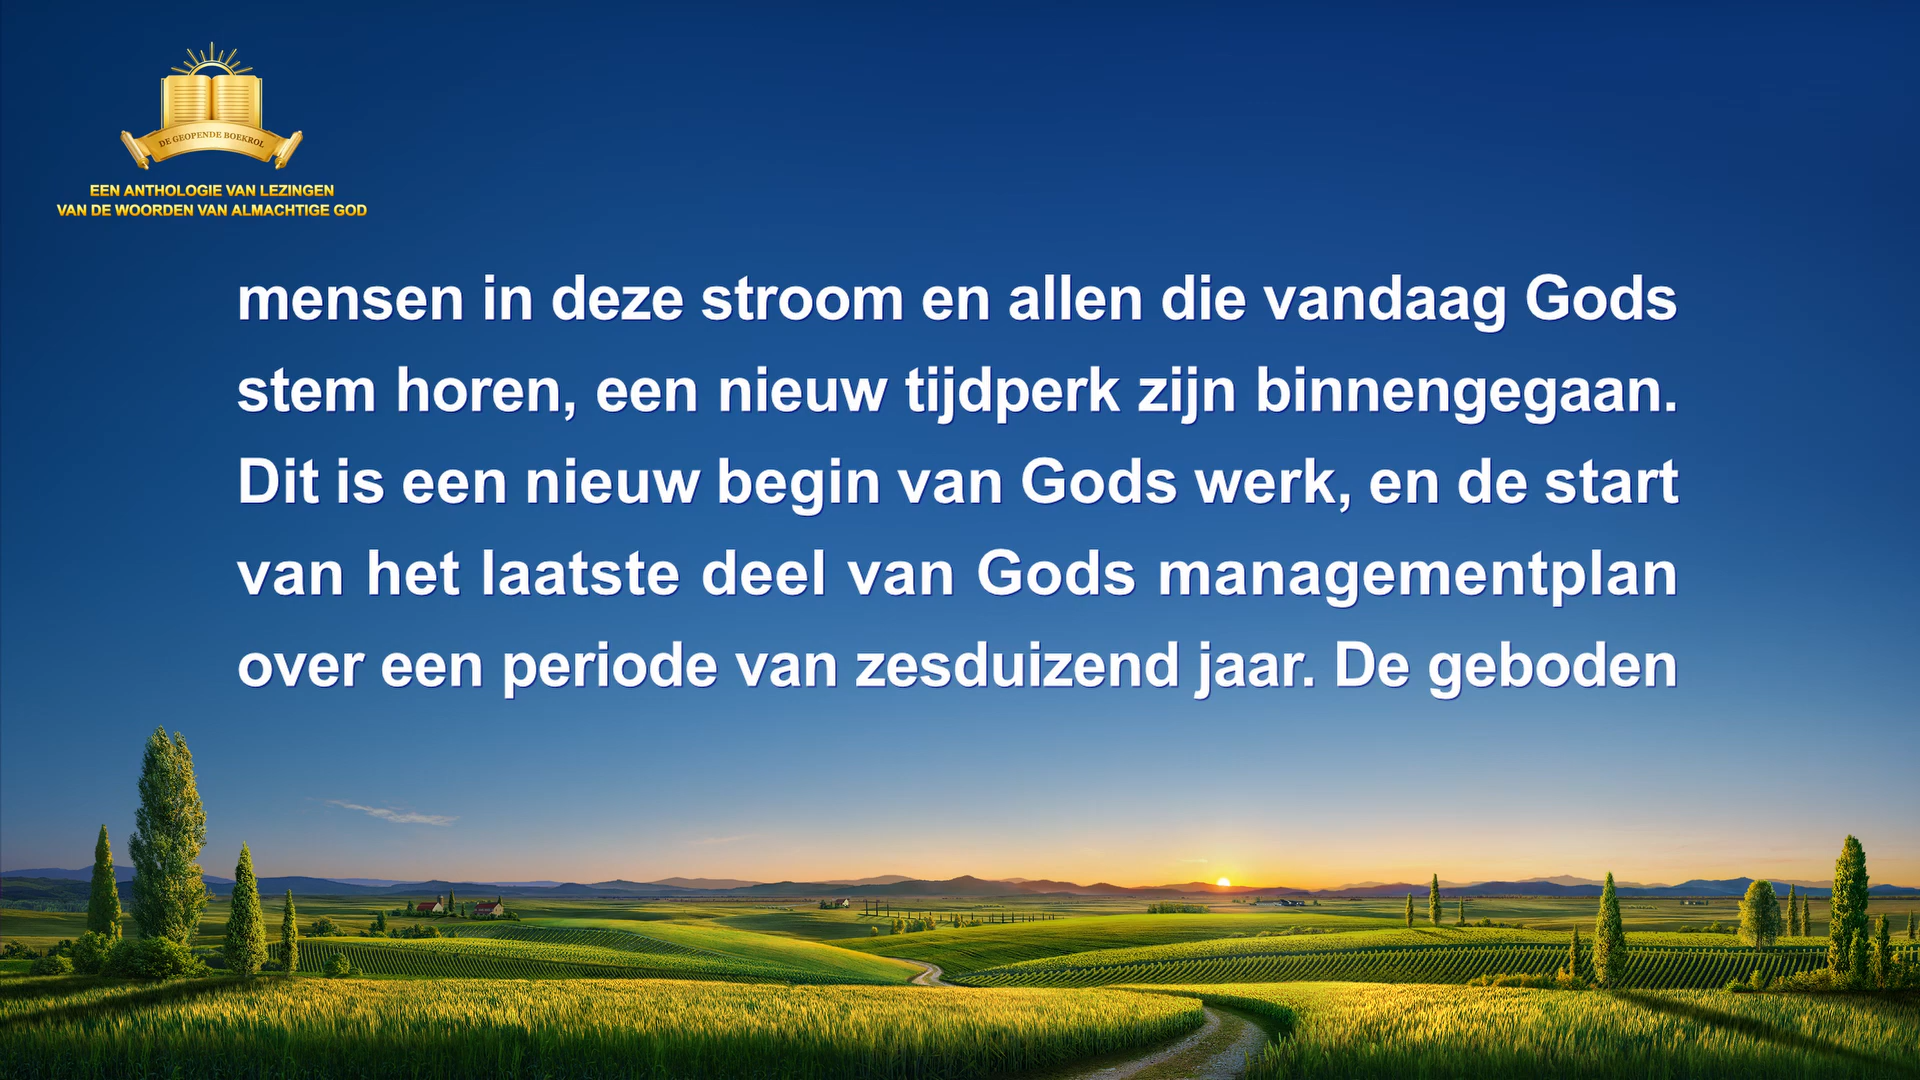 DE GEOPENDE BOEKROL
EEN ANTHOLOGIE VAN LEZINGEN
VAN DE WOORDEN VAN ALMACHTIGE GOD
mensen in deze stroom en allen die vandaag Gods
stem horen, een nieuw tijdperk zijn binnengegaan.
Dit is een nieuw begin van Gods werk, en de start
van het laatste deel van Gods managementplan
over een periode van zesduizend jaar. De geboden